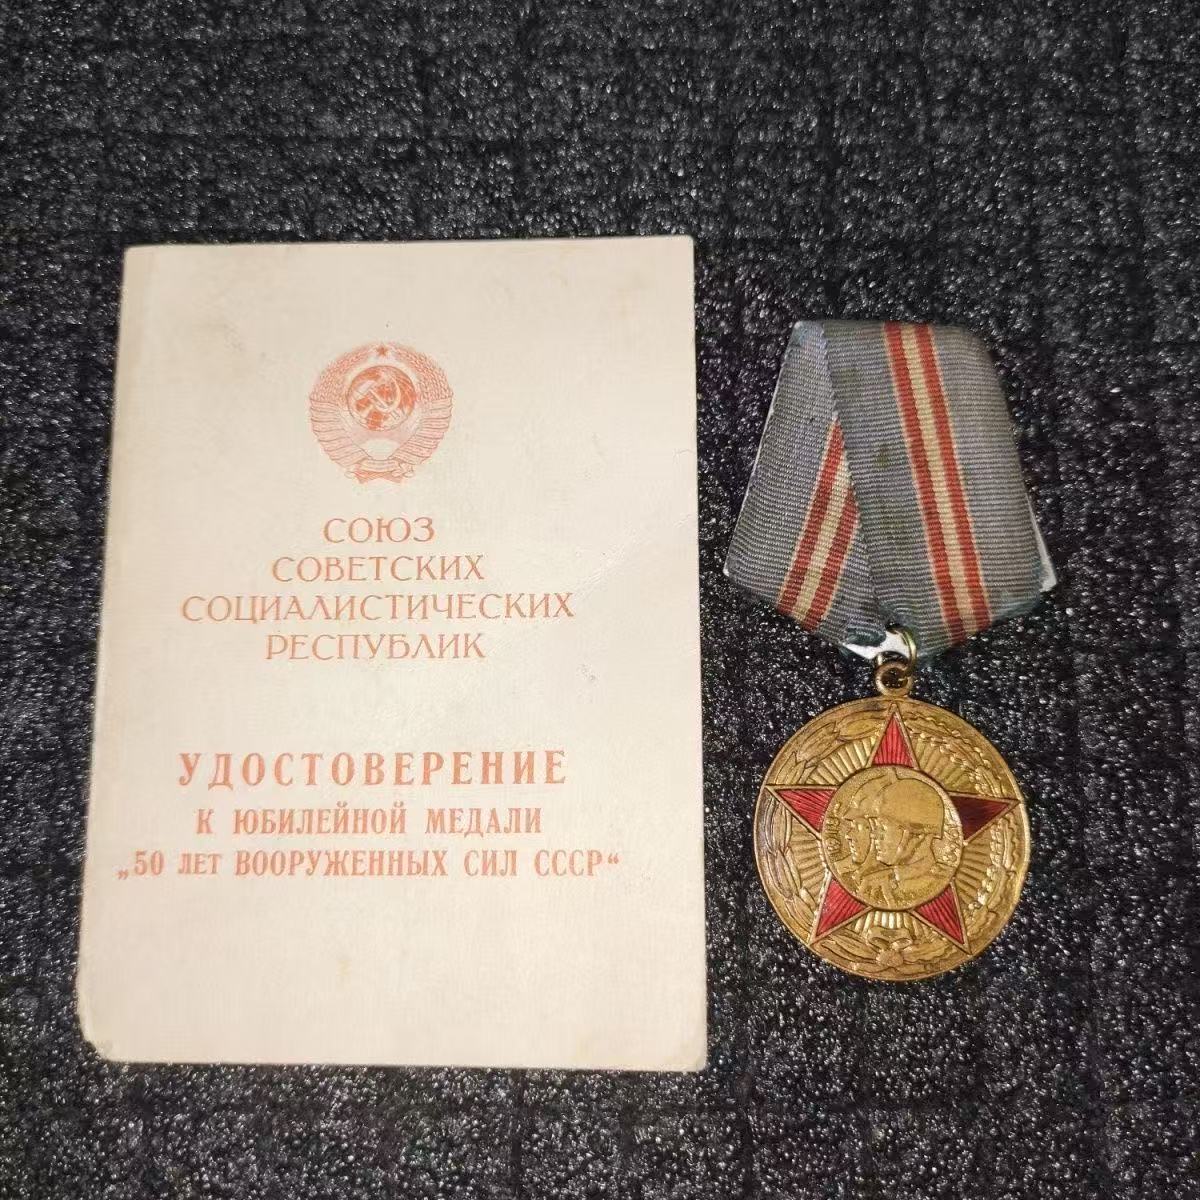 СОЮЗ
СОВЕТСКИХ
СОЦИАЛИСТИЧЕСКИХ
РЕСПУБЛИК
УДОСТОВЕРЕНИЕ
К ЮБИЛЕЙНОЙ МЕДАЛИ
„50 ЛЕТ ВООРУЖЕННЫХ СИЛ СССР“